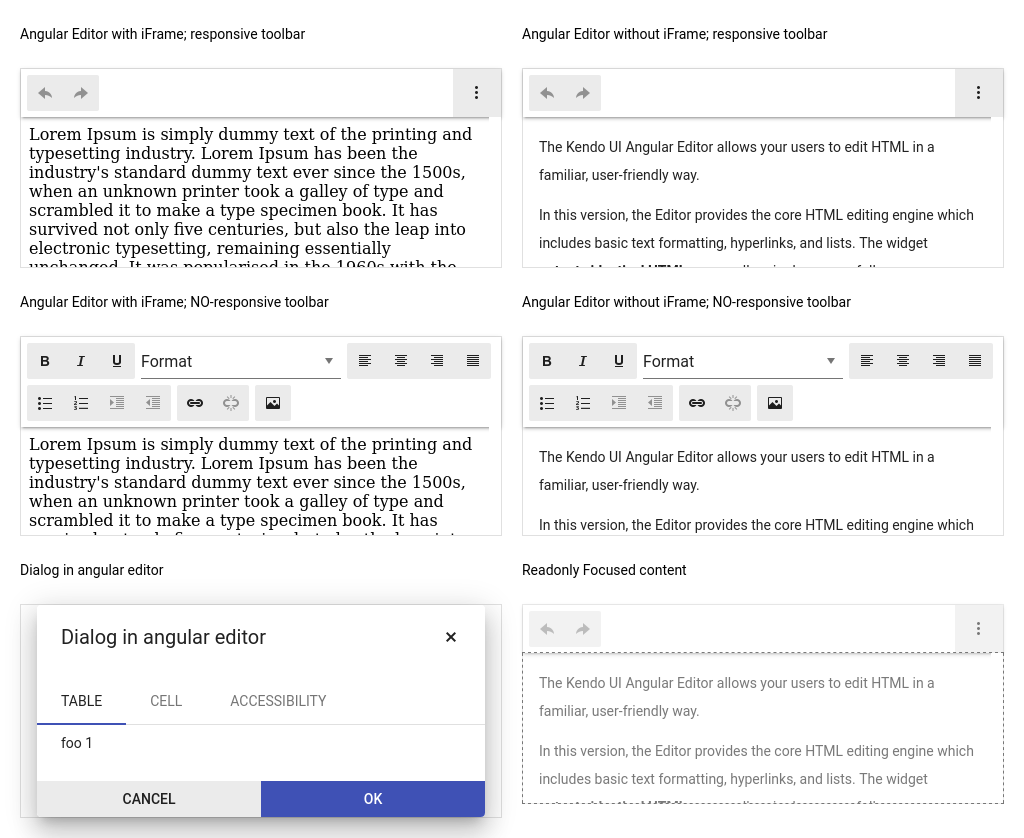 Angular Editor with iFrame; responsive toolbar
Lorem Ipsum is simply dummy text of the printing and
typesetting industry. Lorem Ipsum has been the
industry's standard dummy text ever since the 1500s,
when an unknown printer took a galley of type and
scrambled it to make a type specimen book. It has
survived not only five centuries, but also the leap into
electronic typesetting, remaining essentially
unchanged. It was popularised in the 1960s with the
Angular Editor without iFrame; responsive toolbar
The Kendo UI Angular Editor allows your users to edit HTML in a
familiar, user-friendly way.
In this version, the Editor provides the core HTML editing engine which
includes basic text formatting, hyperlinks, and lists. The widget
Angular Editor with iFrame; NO-responsive toolbar
B I U Format
Lorem Ipsum is simply dummy text of the printing and
typesetting industry. Lorem Ipsum has been the
industry's standard dummy text ever since the 1500s,
when an unknown printer took a galley of type and
scrambled it to make a type specimen book. It has
Angular Editor without iFrame; NO-responsive toolbar
B I U Format
The Kendo UI Angular Editor allows your users to edit HTML in a
familiar, user-friendly way.
In this version, the Editor provides the core HTML editing engine which
Dialog in angular editor
Dialog in angular editor
TABLE CELL ACCESSIBILITY
foo 1
CANCEL OK
Readonly Focused content
The Kendo UI Angular Editor allows your users to edit HTML in a
familiar, user-friendly way.
In this version, the Editor provides the core HTML editing engine which
includes basic text formatting, hyperlinks, and lists. The widget